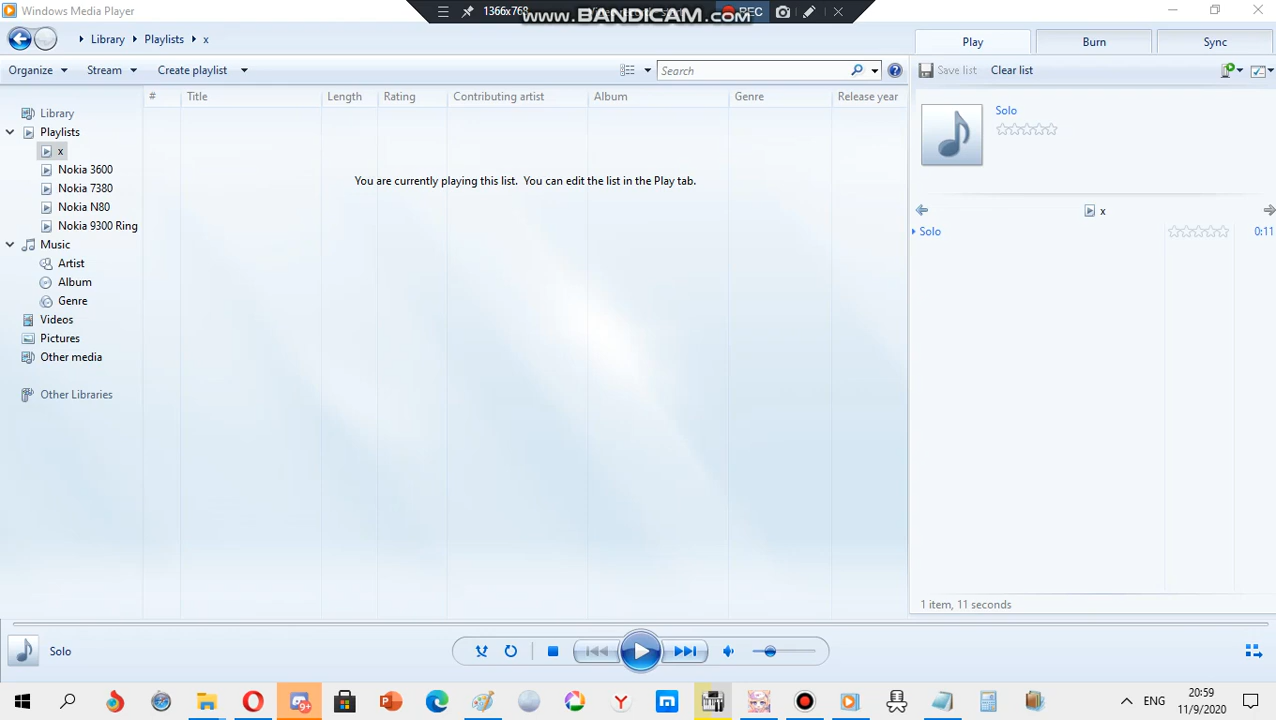 Windows Media Player
1366x768
www.BANDICAM.com
REC
Library
Playlists
x
Play
Burn
Sync
Organize
Stream
Create playlist
Search
Save list
Clear list
#
Title
Length
Rating
Contributing artist
Album
Genre
Release year
Library
Playlists
x
Nokia 3600
Nokia 7380
Nokia N80
Nokia 9300 Ring
Music
Artist
Album
Genre
Videos
Pictures
Other media
Other Libraries
You are currently playing this list. You can edit the list in the Play tab.
Solo
x
Solo
0:11
1 item, 11 seconds
Solo
9+
ENG
20:59
11/9/2020